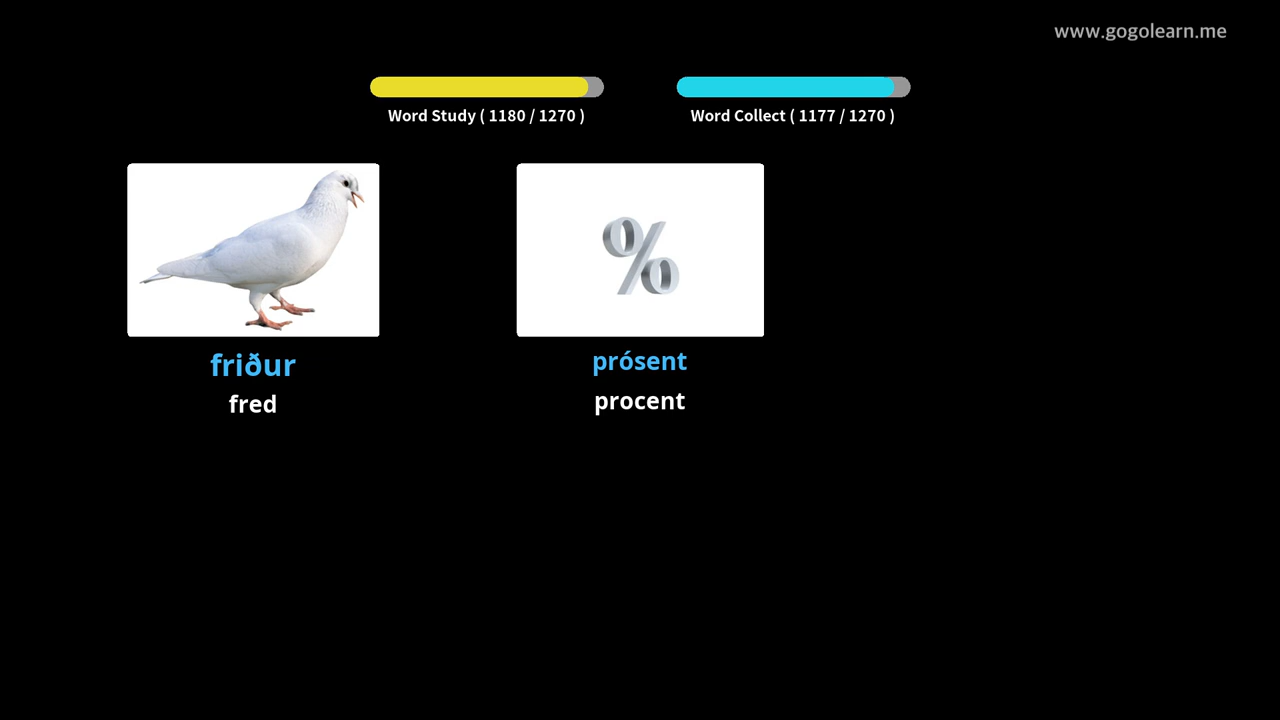 www.gogolearn.me
Word Study ( 1180 / 1270 )
Word Collect ( 1177 / 1270 )
friður
fred
prósent
procent
%